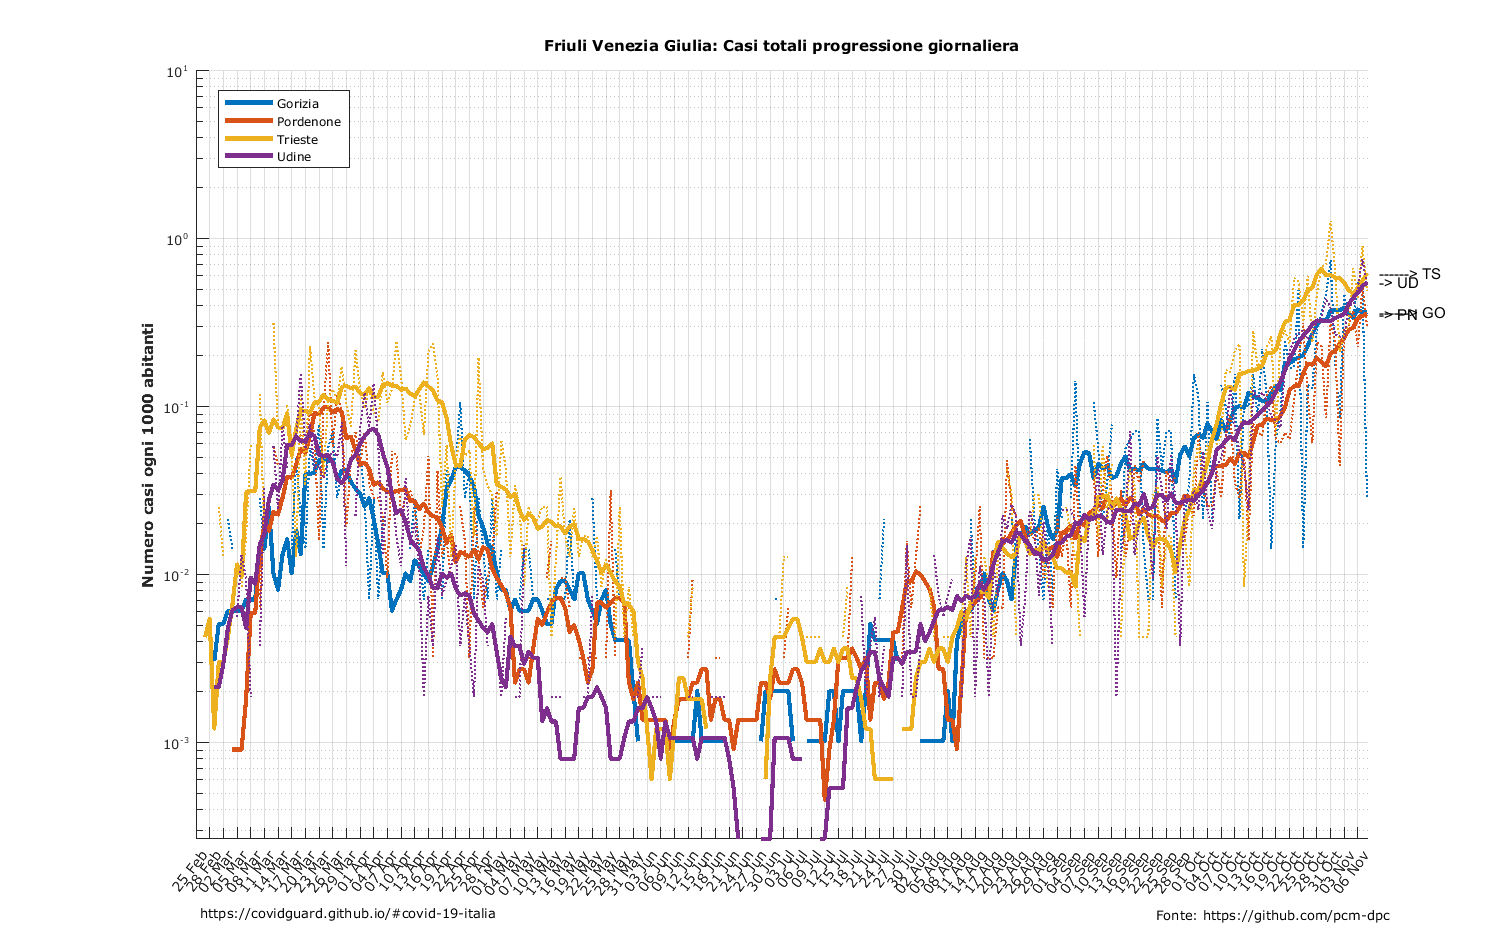 Friuli Venezia Giulia: Casi totali progressione giornaliera
Numero casi ogni 1000 abitanti
10¹
10⁰
10⁻¹
10⁻²
10⁻³
Gorizia
Pordenone
Trieste
Udine
------> TS
-> UD
-> PN
-----> GO
25 Feb
28 Feb
02 Mar
05 Mar
08 Mar
11 Mar
14 Mar
17 Mar
20 Mar
23 Mar
26 Mar
29 Mar
01 Apr
04 Apr
07 Apr
10 Apr
13 Apr
16 Apr
19 Apr
22 Apr
25 Apr
28 Apr
01 May
04 May
07 May
10 May
13 May
16 May
19 May
22 May
25 May
28 May
31 May
03 Jun
06 Jun
09 Jun
12 Jun
15 Jun
18 Jun
21 Jun
24 Jun
27 Jun
30 Jun
03 Jul
06 Jul
09 Jul
12 Jul
15 Jul
18 Jul
21 Jul
24 Jul
27 Jul
30 Jul
02 Aug
05 Aug
08 Aug
11 Aug
14 Aug
17 Aug
20 Aug
23 Aug
26 Aug
29 Aug
01 Sep
04 Sep
07 Sep
10 Sep
13 Sep
16 Sep
19 Sep
22 Sep
25 Sep
28 Sep
01 Oct
04 Oct
07 Oct
10 Oct
13 Oct
16 Oct
19 Oct
22 Oct
25 Oct
28 Oct
31 Oct
03 Nov
06 Nov
https://covidguard.github.io/#covid-19-italia
Fonte: https://github.com/pcm-dpc